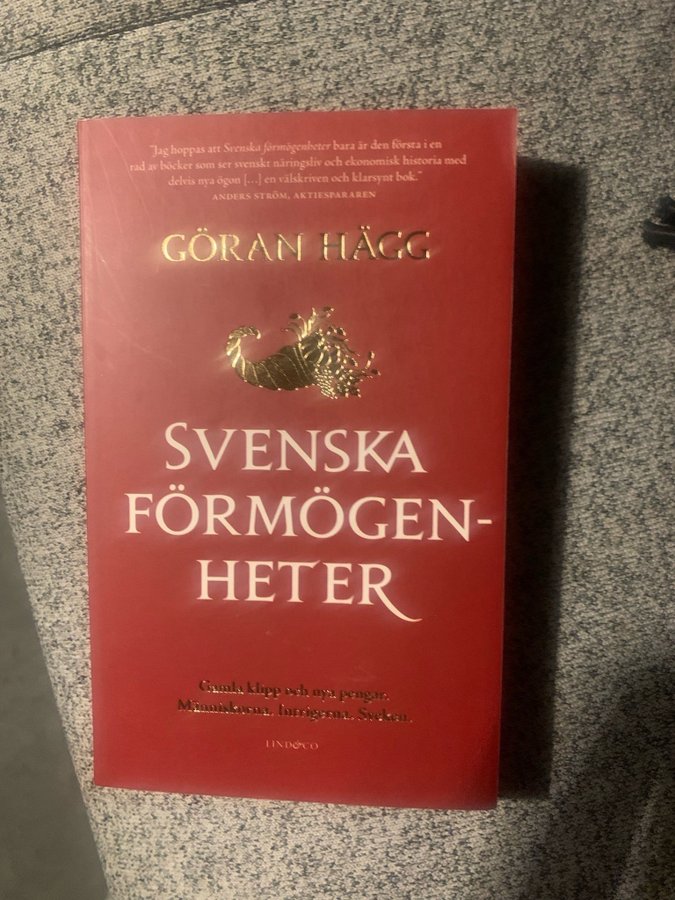 "Jag hoppas att Svenska förmögenheter bara är den första i en
rad av böcker som ser svenskt näringsliv och ekonomisk historia med
delvis nya ögon [...] en välskriven och klarsynt bok."
ANDERS STRÖM, AKTIESPARAREN
GÖRAN HÄGG
SVENSKA
FÖRMÖGEN-
HETER
Gamla klipp och nya pengar.
Människorna. Intrigerna. Sveken.
LIND&CO